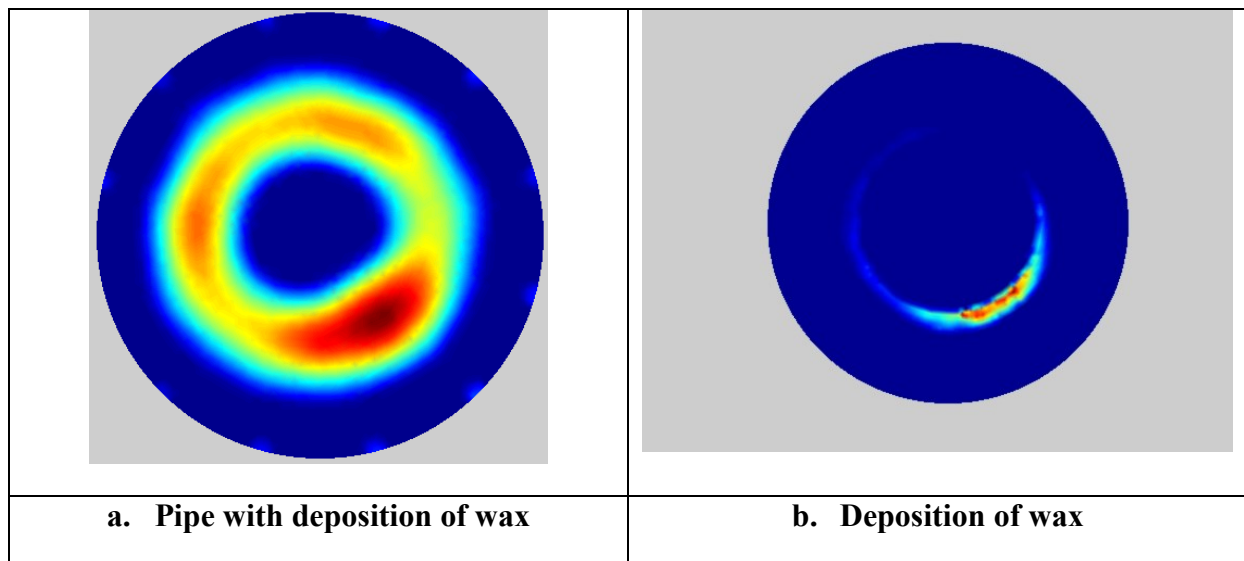 a. Pipe with deposition of wax
b. Deposition of wax